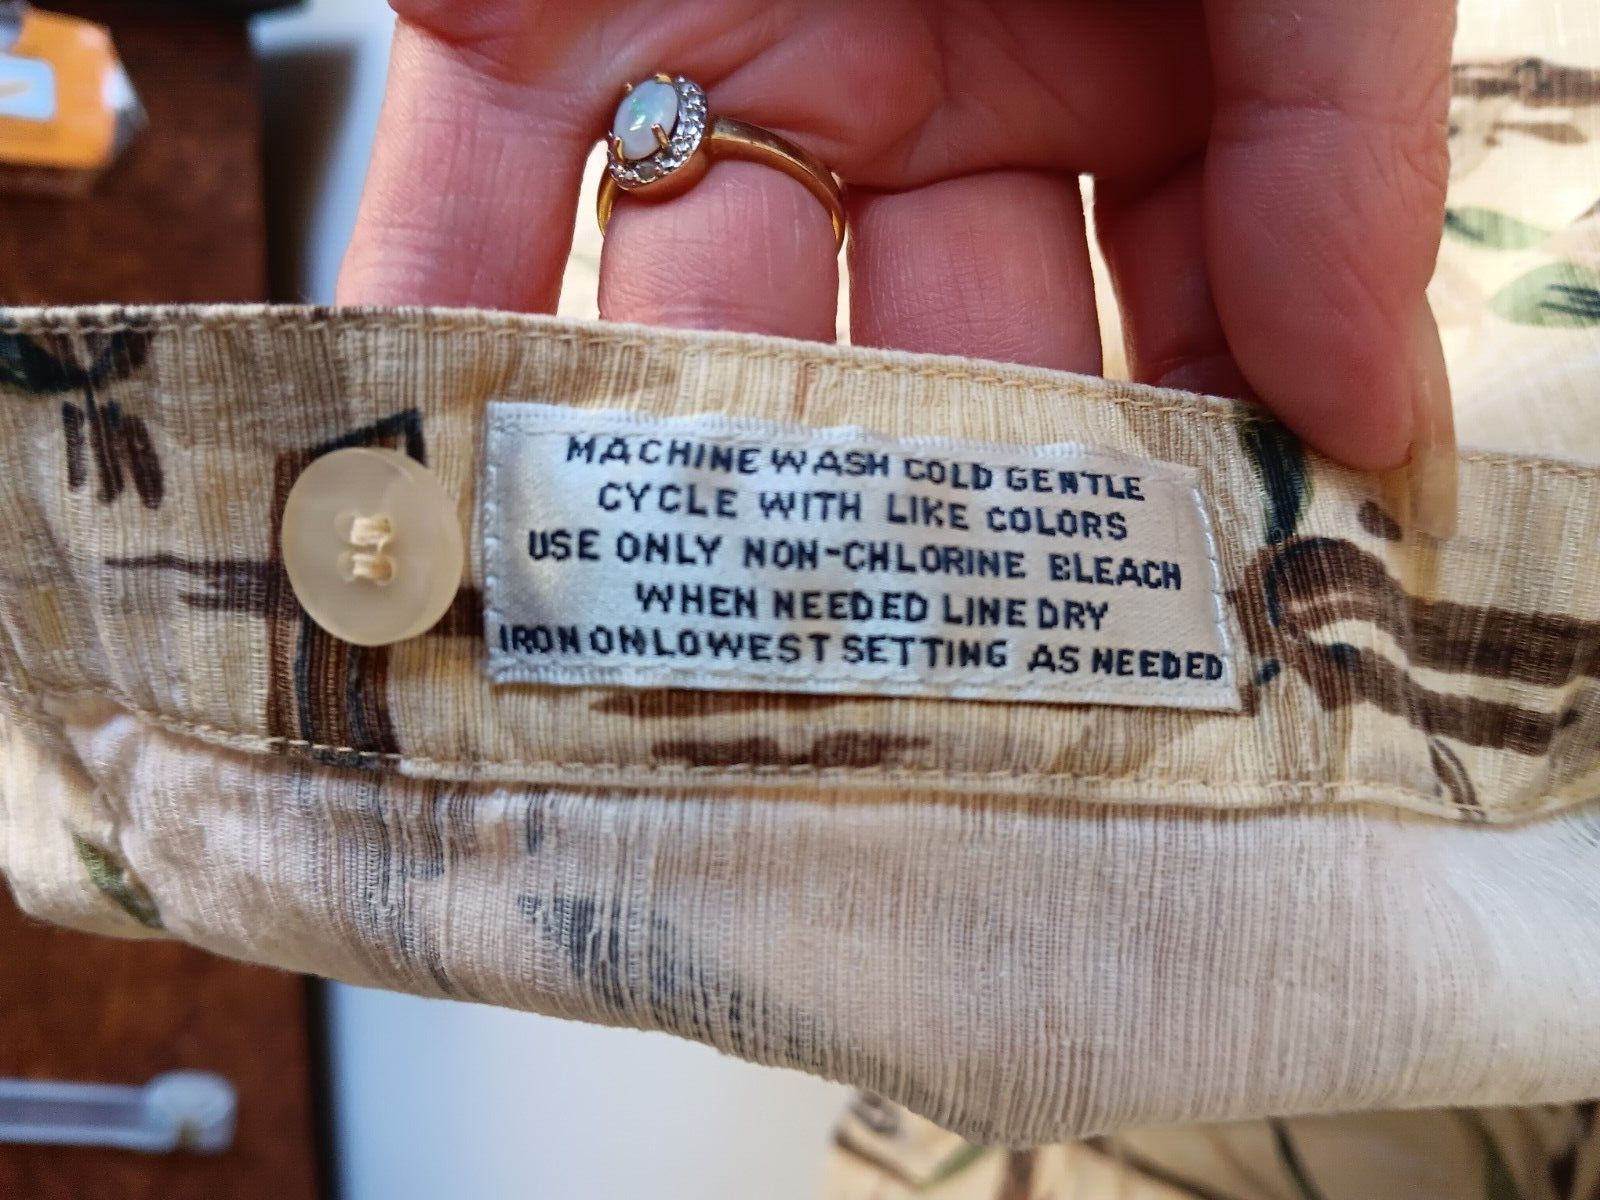 MACHINE WASH COLD GENTLE
CYCLE WITH LIKE COLORS
USE ONLY NON-CHLORINE BLEACH
WHEN NEEDED LINE DRY
IRON ON LOWEST SETTING AS NEEDED